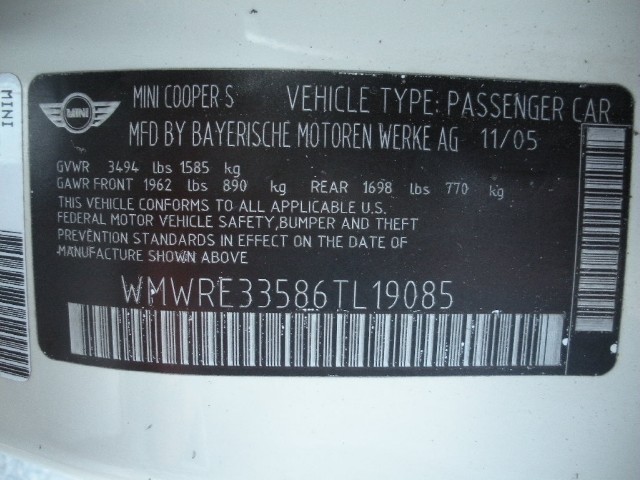 MINI
MINI
MINI COOPER S VEHICLE TYPE: PASSENGER CAR
MFD BY BAYERISCHE MOTOREN WERKE AG 11/05
GVWR 3494 lbs 1585 kg
GAWR FRONT 1962 lbs 890 kg REAR 1698 lbs 770 kg
THIS VEHICLE CONFORMS TO ALL APPLICABLE U.S.
FEDERAL MOTOR VEHICLE SAFETY,BUMPER AND THEFT
PREVENTION STANDARDS IN EFFECT ON THE DATE OF
MANUFACTURE SHOWN ABOVE
WMWRE33586TL19085